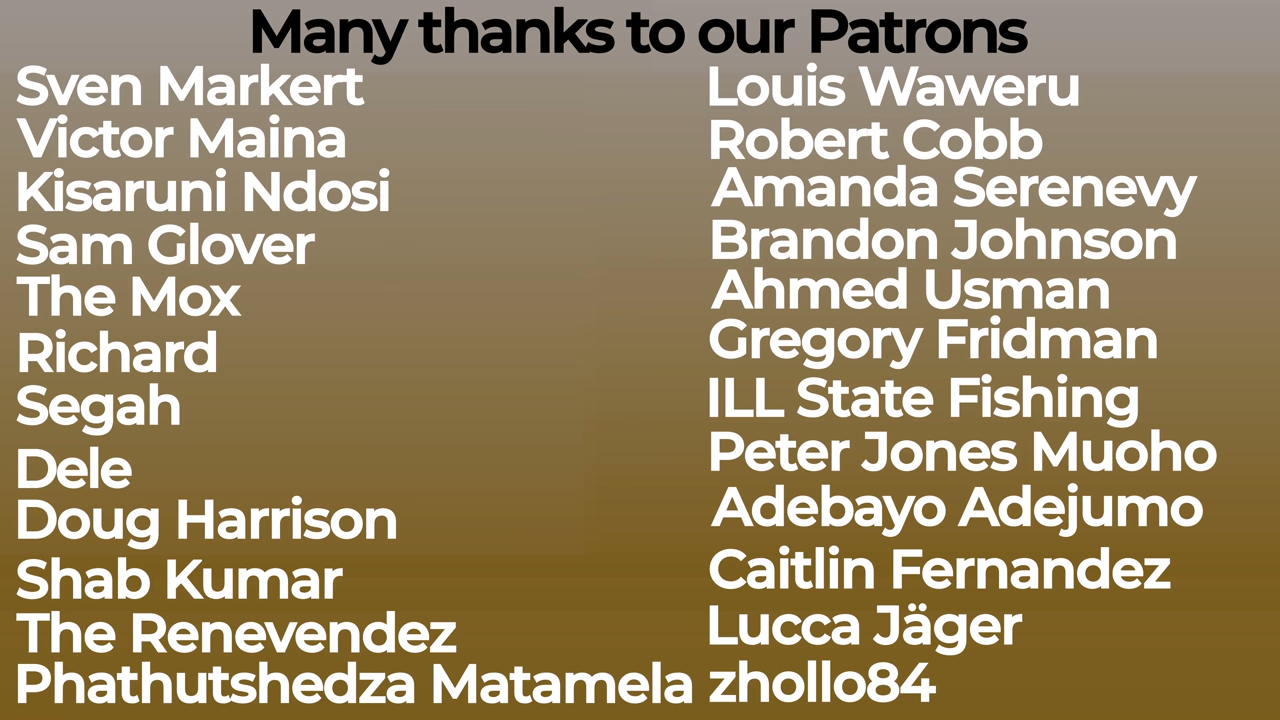 Many thanks to our Patrons
Sven Markert
Victor Maina
Kisaruni Ndosi
Sam Glover
The Mox
Richard
Segah
Dele
Doug Harrison
Shab Kumar
The Renevendez
Phathutshedza Matamela
Louis Waweru
Robert Cobb
Amanda Serenevy
Brandon Johnson
Ahmed Usman
Gregory Fridman
ILL State Fishing
Peter Jones Muoho
Adebayo Adejumo
Caitlin Fernandez
Lucca Jäger
zhollo84